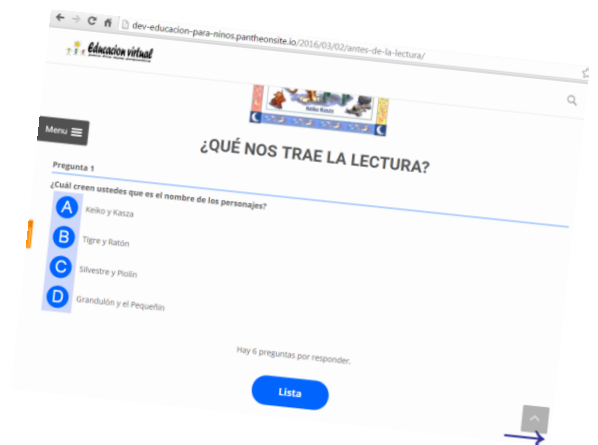 dev-educacion-para-ninos.pantheonsite.io/2016/03/02/antes-de-la-lectura/
Educacion virtual
Keiko Kasza
Menu
¿QUÉ NOS TRAE LA LECTURA?
Pregunta 1
¿Cuál creen ustedes que es el nombre de los personajes?
A Keiko y Kasza
B Tigre y Ratón
C Silvestre y Piolín
D Grandulón y el Pequeñín
Hay 6 preguntas por responder.
Lista